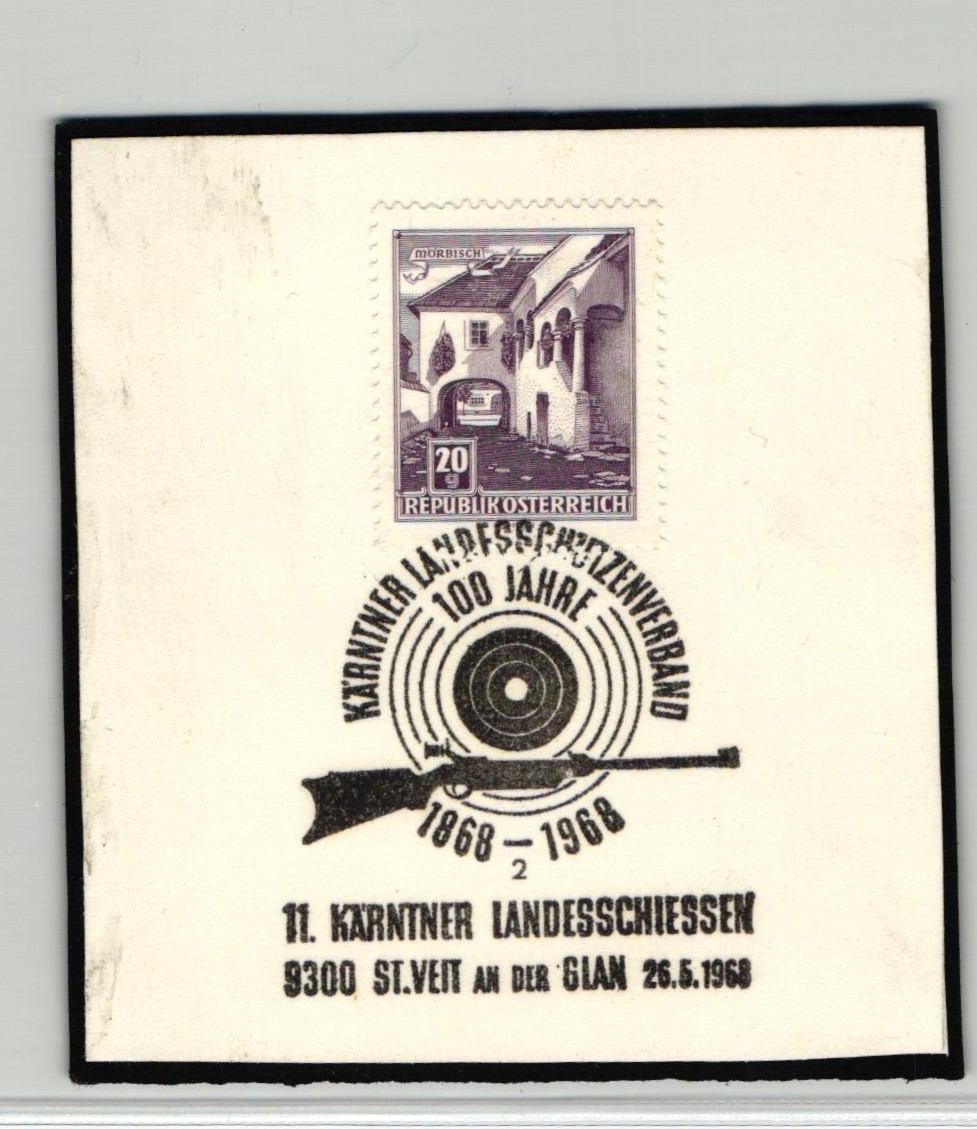 MÖRBISCH
20
g
REPUBLIK ÖSTERREICH
KÄRNTNER LANDESSCHÜTZENVERBAND
100 JAHRE
1868 – 1968
2
11. KÄRNTNER LANDESSCHIESSEN
9300 ST.VEIT AN DER GLAN 26.5.1968